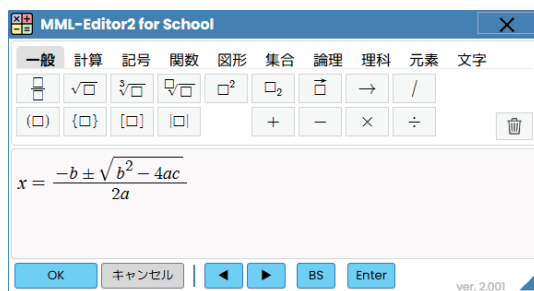 MML-Editor2 for School
一般 計算 記号 関数 図形 集合 論理 理科 元素 文字
□/□ √□ ∛□ □√□ □² □₂ □⃗ → /
(□) {□} [□] |□| + − × ÷
x = (−b ± √(b² − 4ac)) / 2a
OK キャンセル ◀ ▶ BS Enter
ver. 2.001